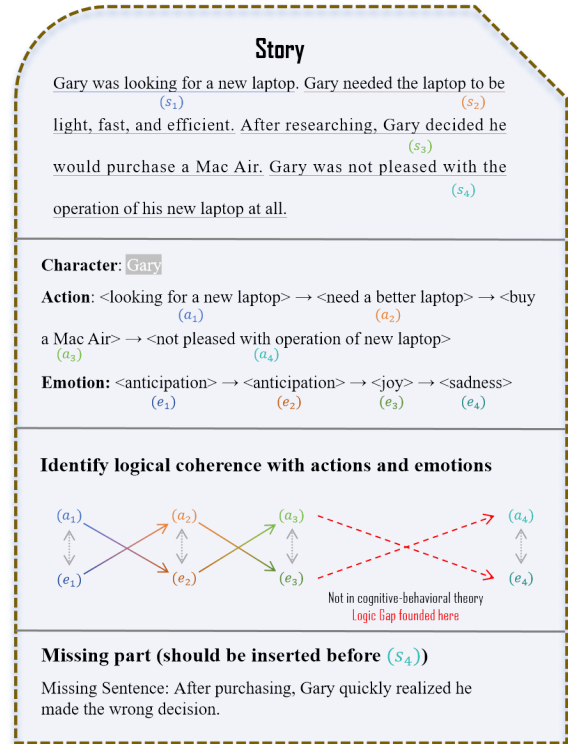 Story
Gary was looking for a new laptop. Gary needed the laptop to be
(s1) (s2)
light, fast, and efficient. After researching, Gary decided he
(s3)
would purchase a Mac Air. Gary was not pleased with the
(s4)
operation of his new laptop at all.
Character: Gary
Action: <looking for a new laptop> → <need a better laptop> → <buy
(a1) (a2)
a Mac Air> → <not pleased with operation of new laptop>
(a3) (a4)
Emotion: <anticipation> → <anticipation> → <joy> → <sadness>
(e1) (e2) (e3) (e4)
Identify logical coherence with actions and emotions
(a1) (a2) (a3) (a4)
(e1) (e2) (e3) (e4)
Not in cognitive-behavioral theory
Logic Gap founded here
Missing part (should be inserted before (s4))
Missing Sentence: After purchasing, Gary quickly realized he
made the wrong decision.